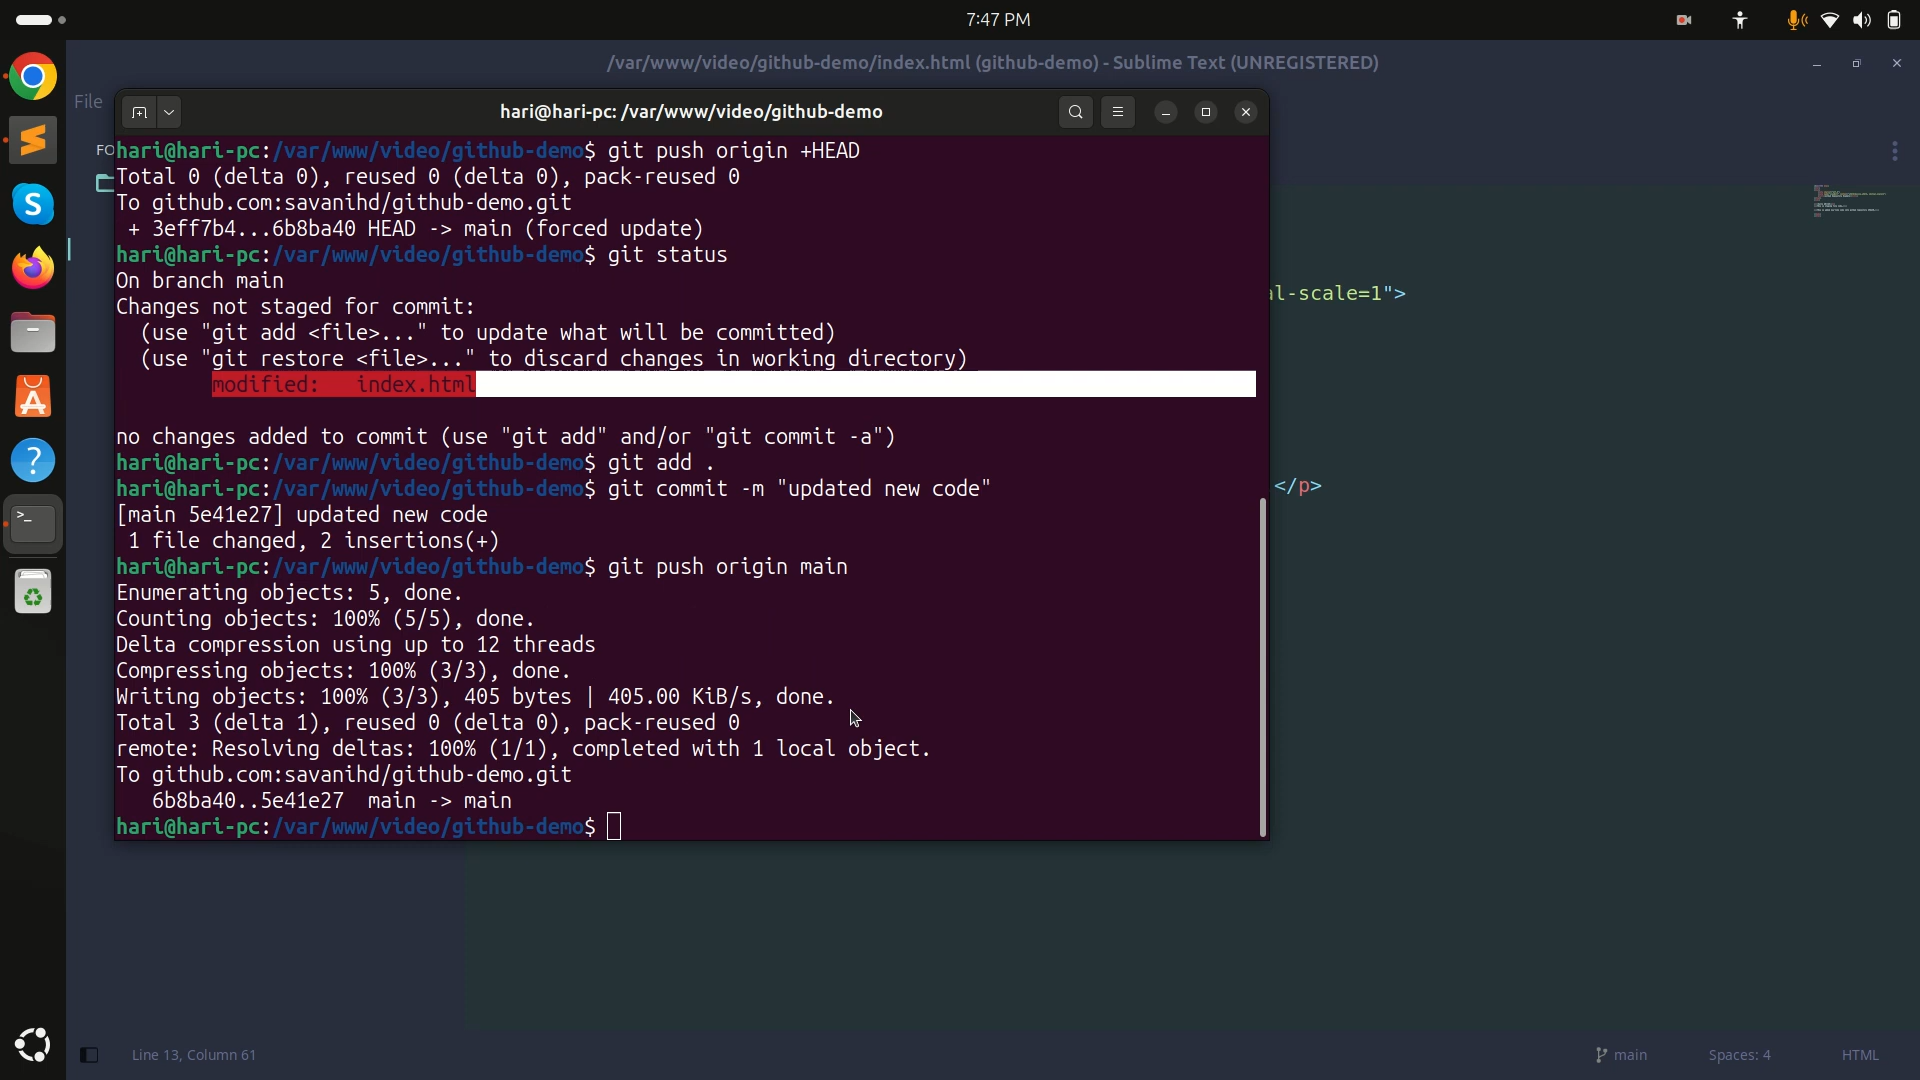 7:47 PM
/var/www/video/github-demo/index.html (github-demo) - Sublime Text (UNREGISTERED)
File
hari@hari-pc: /var/www/video/github-demo
FO
hari@hari-pc:/var/www/video/github-demo$ git push origin +HEAD
Total 0 (delta 0), reused 0 (delta 0), pack-reused 0
To github.com:savanihd/github-demo.git
+ 3eff7b4...6b8ba40 HEAD -> main (forced update)
hari@hari-pc:/var/www/video/github-demo$ git status
On branch main
Changes not staged for commit:
(use "git add <file>..." to update what will be committed)
(use "git restore <file>..." to discard changes in working directory)
modified:   index.html
no changes added to commit (use "git add" and/or "git commit -a")
hari@hari-pc:/var/www/video/github-demo$ git add .
hari@hari-pc:/var/www/video/github-demo$ git commit -m "updated new code"
[main 5e41e27] updated new code
1 file changed, 2 insertions(+)
hari@hari-pc:/var/www/video/github-demo$ git push origin main
Enumerating objects: 5, done.
Counting objects: 100% (5/5), done.
Delta compression using up to 12 threads
Compressing objects: 100% (3/3), done.
Writing objects: 100% (3/3), 405 bytes | 405.00 KiB/s, done.
Total 3 (delta 1), reused 0 (delta 0), pack-reused 0
remote: Resolving deltas: 100% (1/1), completed with 1 local object.
To github.com:savanihd/github-demo.git
6b8ba40..5e41e27  main -> main
hari@hari-pc:/var/www/video/github-demo$
al-scale=1">
</p>
Line 13, Column 61
main
Spaces: 4
HTML